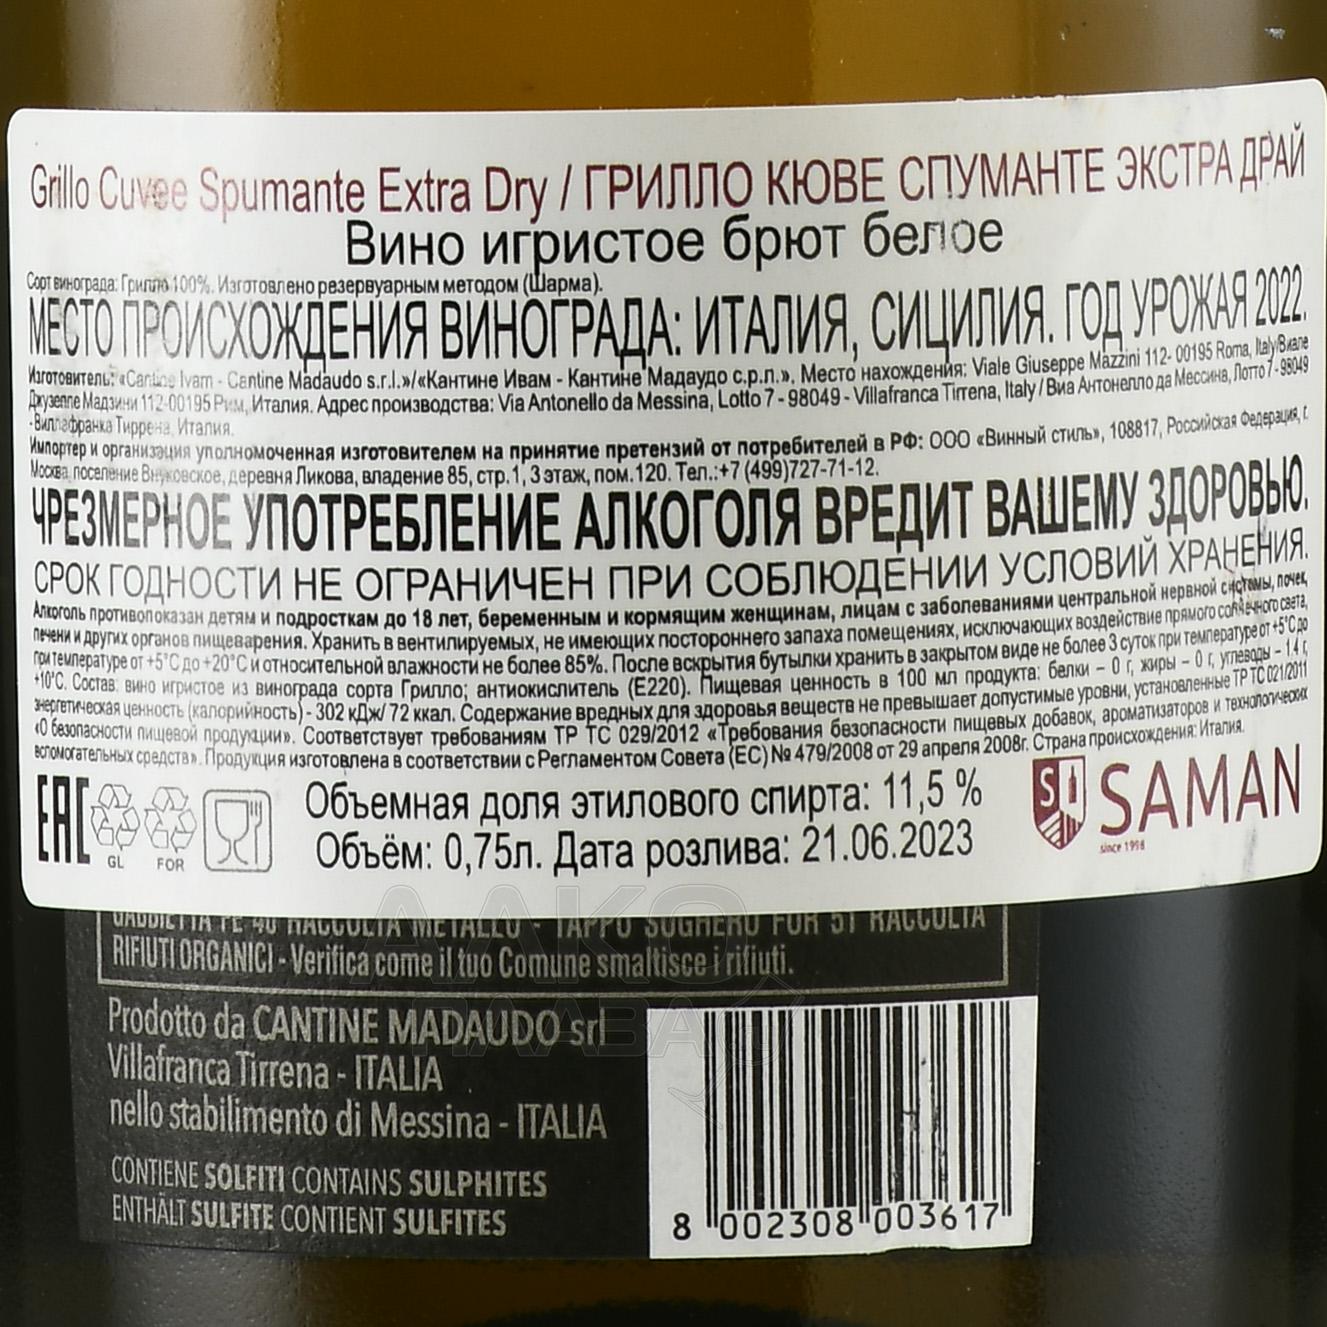 Grillo Cuvee Spumante Extra Dry / ГРИЛЛО КЮВЕ СПУМАНТЕ ЭКСТРА ДРАЙ
Вино игристое брют белое
Сорт винограда: Грилло 100%. Изготовлено резервуарным методом (Шарма).
МЕСТО ПРОИСХОЖДЕНИЯ ВИНОГРАДА: ИТАЛИЯ, СИЦИЛИЯ. ГОД УРОЖАЯ 2022.
Изготовитель: «Cantine Ivam - Cantine Madaudo s.r.l.»/«Кантине Ивам - Кантине Мадаудо с.р.л.». Место нахождения: Viale Giuseppe Mazzini 112- 00195 Roma, Italy/Виале
Джузеппе Мадзини 112-00195 Рим, Италия. Адрес производства: Via Antonello da Messina, Lotto 7 - 98049 - Villafranca Tirrena, Italy / Виа Антонелло да Мессина, Лотто 7 - 98049
- Виллафранка Тиррена, Италия.
Импортер и организация уполномоченная изготовителем на принятие претензий от потребителей в РФ: ООО «Винный стиль», 108817, Российская Федерация, г.
Москва, поселение Внуковское, деревня Ликова, владение 85, стр. 1, 3 этаж, пом. 120. Тел.:+7 (499)727-71-12.
ЧРЕЗМЕРНОЕ УПОТРЕБЛЕНИЕ АЛКОГОЛЯ ВРЕДИТ ВАШЕМУ ЗДОРОВЬЮ.
СРОК ГОДНОСТИ НЕ ОГРАНИЧЕН ПРИ СОБЛЮДЕНИИ УСЛОВИЙ ХРАНЕНИЯ.
Алкоголь противопоказан детям и подросткам до 18 лет, беременным и кормящим женщинам, лицам с заболеваниями центральной нервной системы, почек,
печени и других органов пищеварения. Хранить в вентилируемых, не имеющих постороннего запаха помещениях, исключающих воздействие прямого солнечного света,
при температуре от +5°С до +20°С и относительной влажности не более 85%. После вскрытия бутылки хранить в закрытом виде не более 3 суток при температуре от +5°С до
+10°С. Состав: вино игристое из винограда сорта Грилло; антиокислитель (Е220). Пищевая ценность в 100 мл продукта: белки – 0 г, жиры – 0 г, углеводы – 1.4 г,
энергетическая ценность (калорийность) - 302 кДж/ 72 ккал. Содержание вредных для здоровья веществ не превышает допустимые уровни, установленные ТР ТС 021/2011
«О безопасности пищевой продукции». Соответствует требованиям ТР ТС 029/2012 «Требования безопасности пищевых добавок, ароматизаторов и технологических
вспомогательных средств». Продукция изготовлена в соответствии с Регламентом Совета (ЕС) № 479/2008 от 29 апреля 2008г. Страна происхождения: Италия.
EAC
GL
FOR
Объемная доля этилового спирта: 11,5 %
Объём: 0,75л. Дата розлива: 21.06.2023
SI SAMAN
since 1998
GABBIETTA FE 40 RACCOLTA METALLO - TAPPO SUGHERO FOR 51 RACCOLTA
RIFIUTI ORGANICI - Verifica come il tuo Comune smaltisce i rifiuti.
Prodotto da CANTINE MADAUDO srl
Villafranca Tirrena - ITALIA
nello stabilimento di Messina - ITALIA
CONTIENE SOLFITI CONTAINS SULPHITES
ENTHÄLT SULFITE CONTIENT SULFITES
8 002308 003617